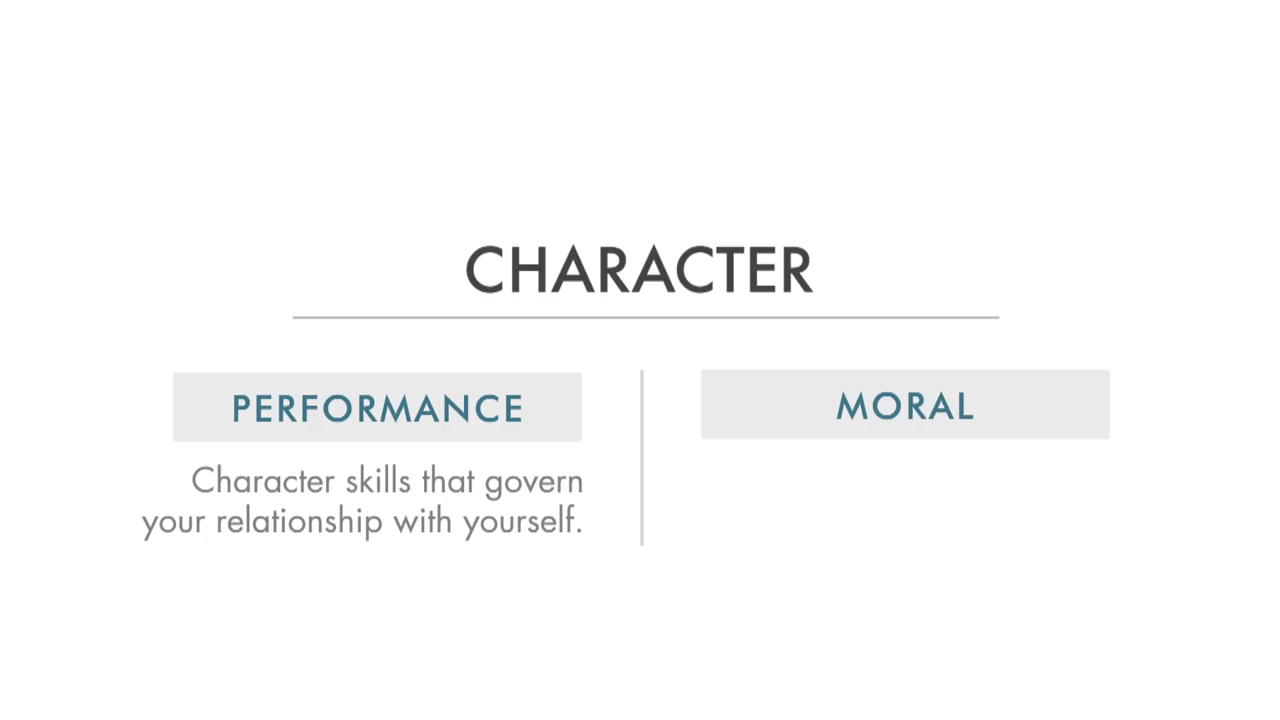 CHARACTER
PERFORMANCE
Character skills that govern
your relationship with yourself.
MORAL